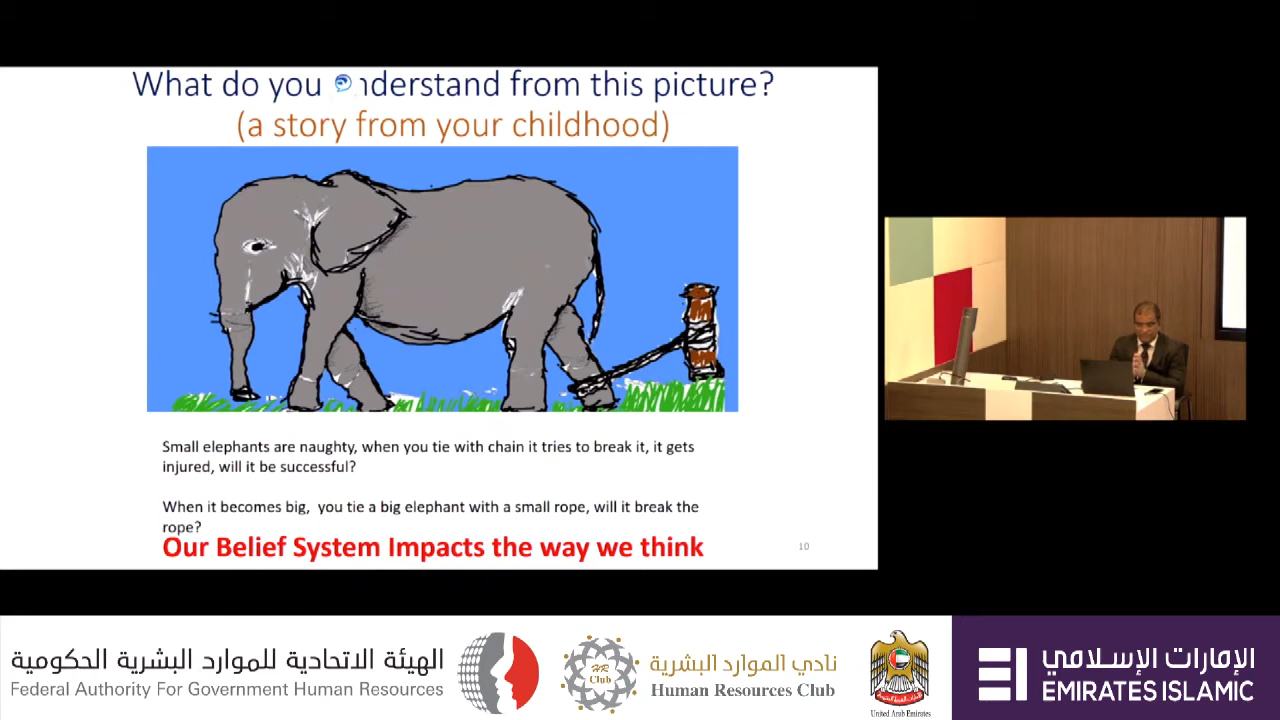 What do you understand from this picture?
(a story from your childhood)
Small elephants are naughty, when you tie with chain it tries to break it, it gets
injured, will it be successful?
When it becomes big, you tie a big elephant with a small rope, will it break the
rope?
Our Belief System Impacts the way we think
10
الهيئة الاتحادية للموارد البشرية الحكومية
Federal Authority For Government Human Resources
HR
Club
نادي الموارد البشرية
Human Resources Club
United Arab Emirates
الإمارات الإسلامي
EMIRATES ISLAMIC